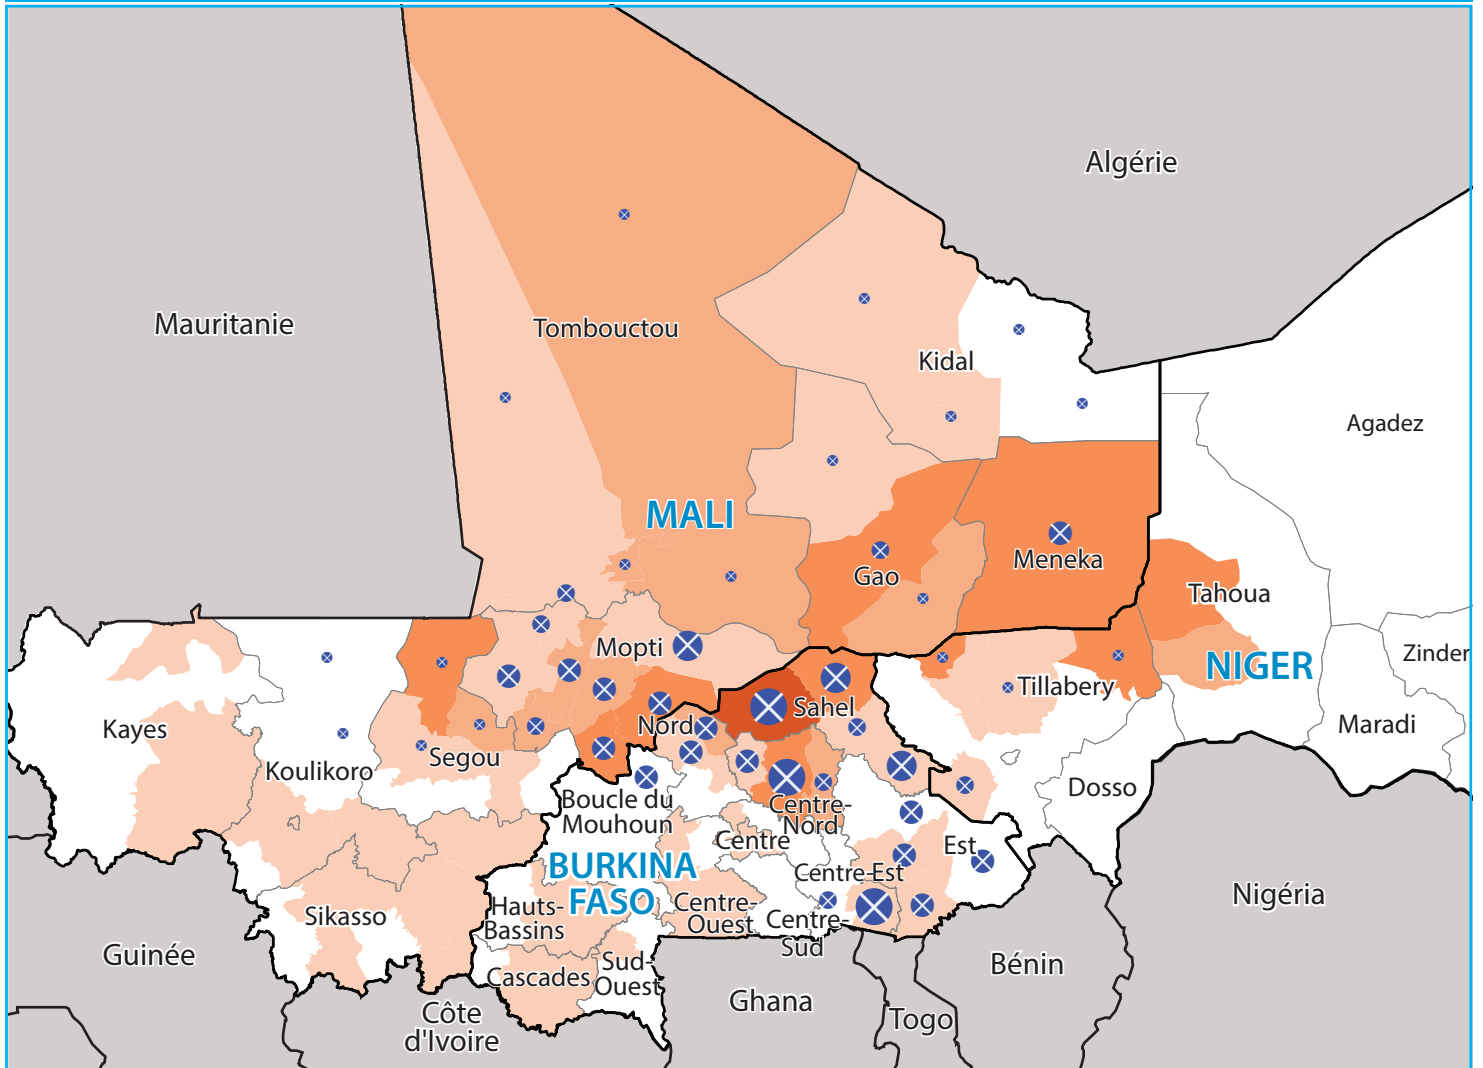 Algérie
Mauritanie
Tombouctou
Kidal
Agadez
MALI
Meneka
Gao
Tahoua
Mopti
Zinder
NIGER
Tillabery
Sahel
Nord
Maradi
Kayes
Segou
Koulikoro
Dosso
Boucle du
Mouhoun
Centre-
Nord
Centre
Est
BURKINA
FASO
Centre-Est
Nigéria
Hauts-
Bassins
Centre-
Ouest
Sikasso
Centre-
Sud
Guinée
Bénin
Cascades
Sud-
Ouest
Ghana
Togo
Côte
d'Ivoire